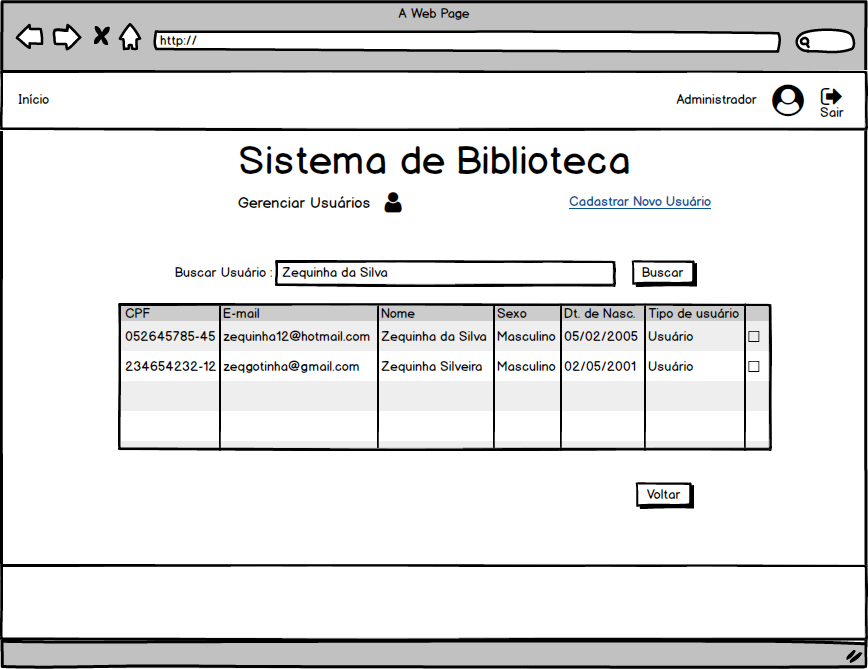 A Web Page
http://
Início Administrador
Sair
Sistema de Biblioteca
Gerenciar Usuários Cadastrar Novo Usuário
Buscar Usuário : Zequinha da Silva Buscar
CPF E-mail Nome Sexo Dt. de Nasc. Tipo de usuário
052645785-45 zequinha12@hotmail.com Zequinha da Silva Masculino 05/02/2005 Usuário
234654232-12 zeqgotinha@gmail.com Zequinha Silveira Masculino 02/05/2001 Usuário
Voltar